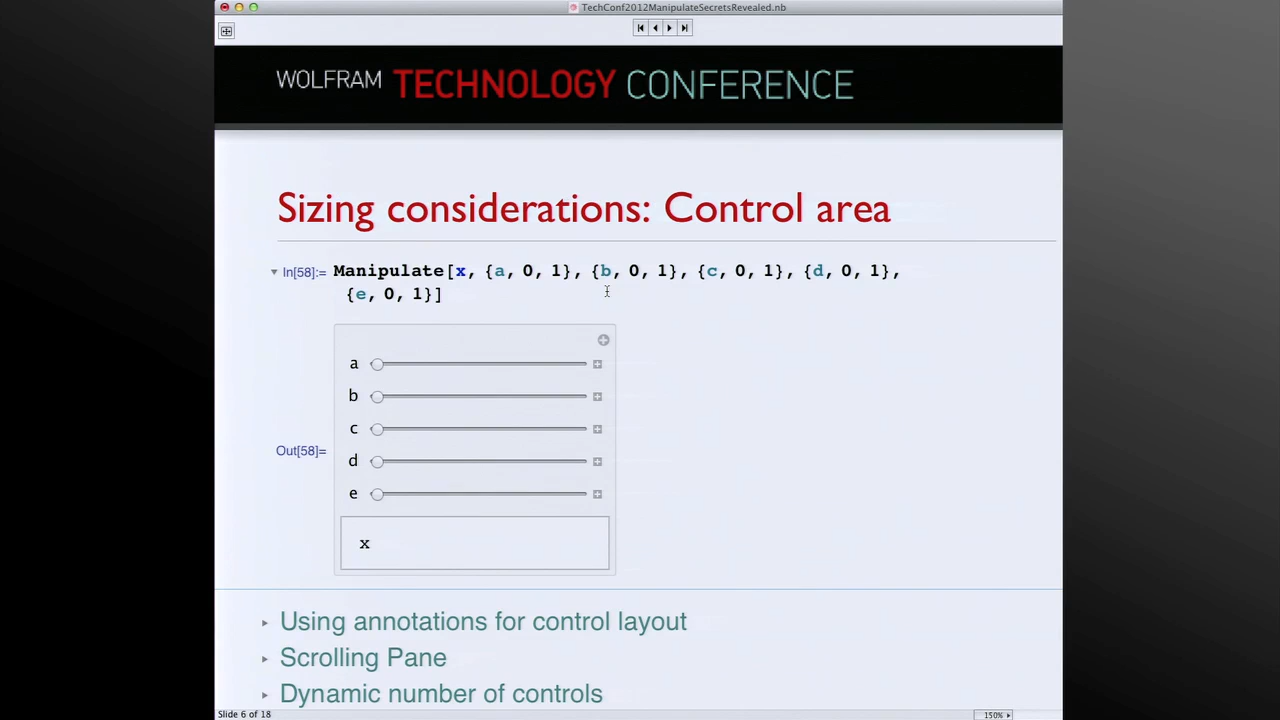 TechConf2012ManipulateSecretsRevealed.nb
WOLFRAM TECHNOLOGY CONFERENCE
Sizing considerations: Control area
In[58]:= Manipulate[x, {a, 0, 1}, {b, 0, 1}, {c, 0, 1}, {d, 0, 1},
{e, 0, 1}]
a
b
c
d
e
Out[58]=
x
Using annotations for control layout
Scrolling Pane
Dynamic number of controls
Slide 6 of 18
150%